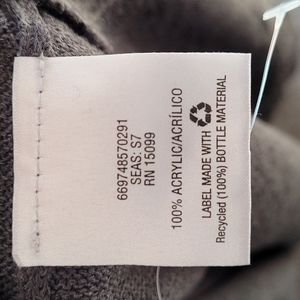 669748570291
SEAS: S7
RN 15099
100% ACRYLIC/ACRÍLICO
LABEL MADE WITH
Recycled (100%) BOTTLE MATERIAL